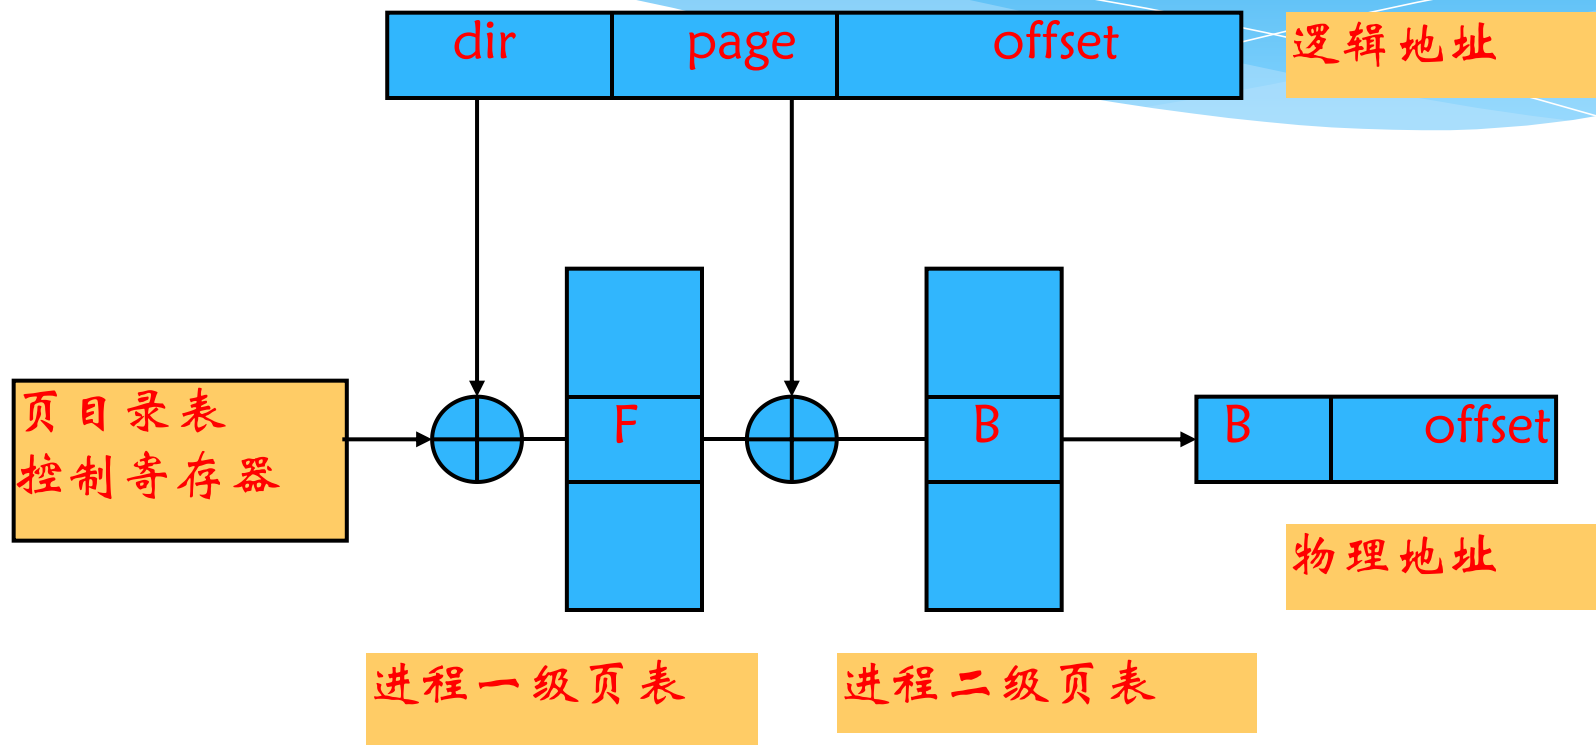 dir page offset
逻辑地址
页目录表
控制寄存器
F
B
B offset
物理地址
进程一级页表
进程二级页表